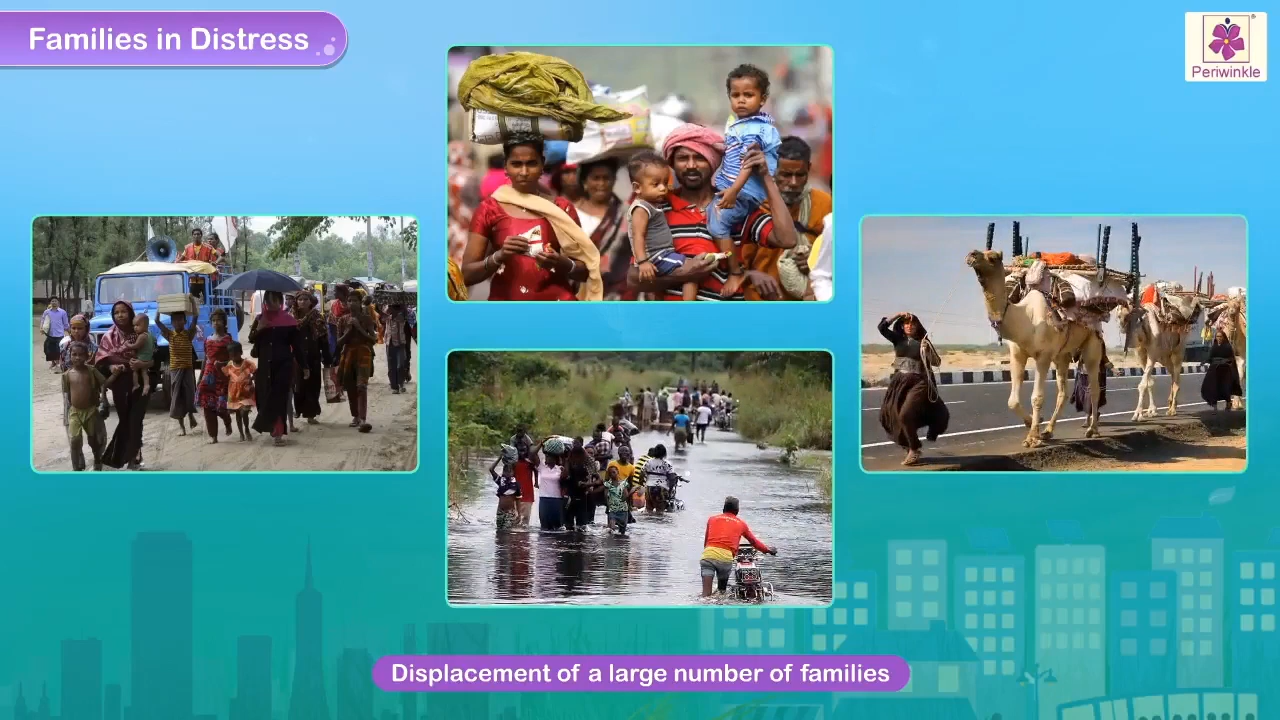 Families in Distress
Periwinkle
Displacement of a large number of families